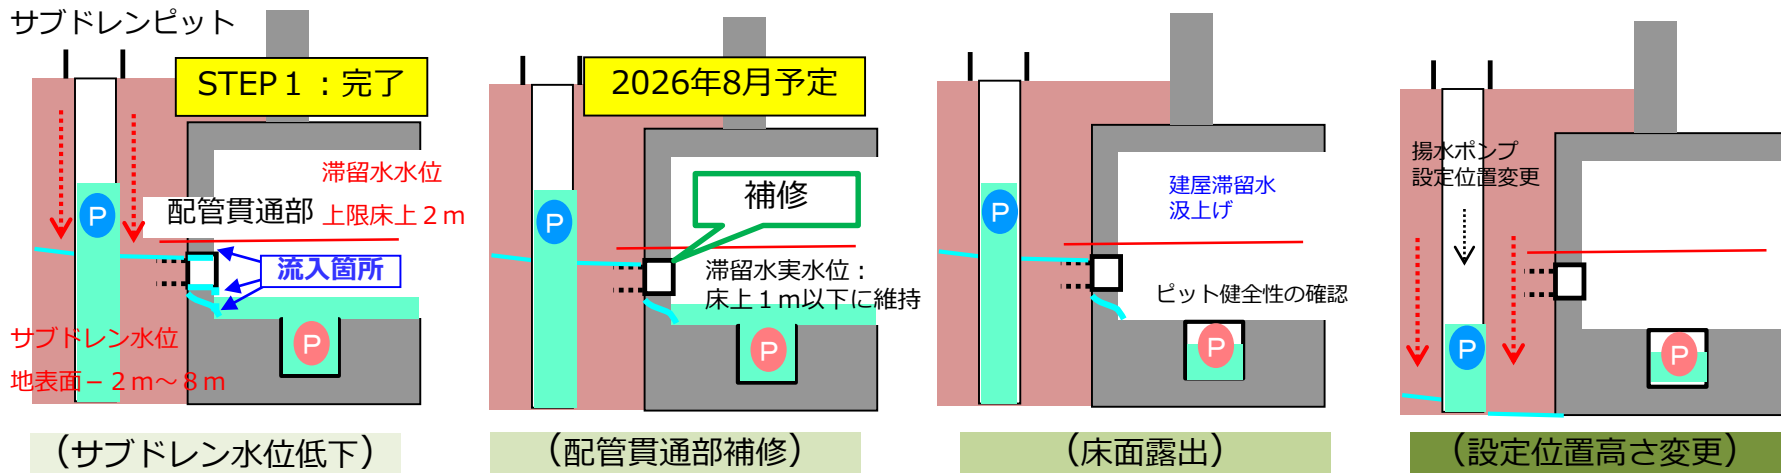 サブドレンピット
STEP１：完了
滞留水水位
上限床上２ｍ
配管貫通部
流入箇所
サブドレン水位
地表面－２ｍ～８ｍ
P
P
（サブドレン水位低下）
2026年8月予定
補修
滞留水実水位：
床上１ｍ以下に維持
P
P
（配管貫通部補修）
建屋滞留水
汲上げ
ピット健全性の確認
P
P
（床面露出）
揚水ポンプ
設定位置変更
P
P
（設定位置高さ変更）